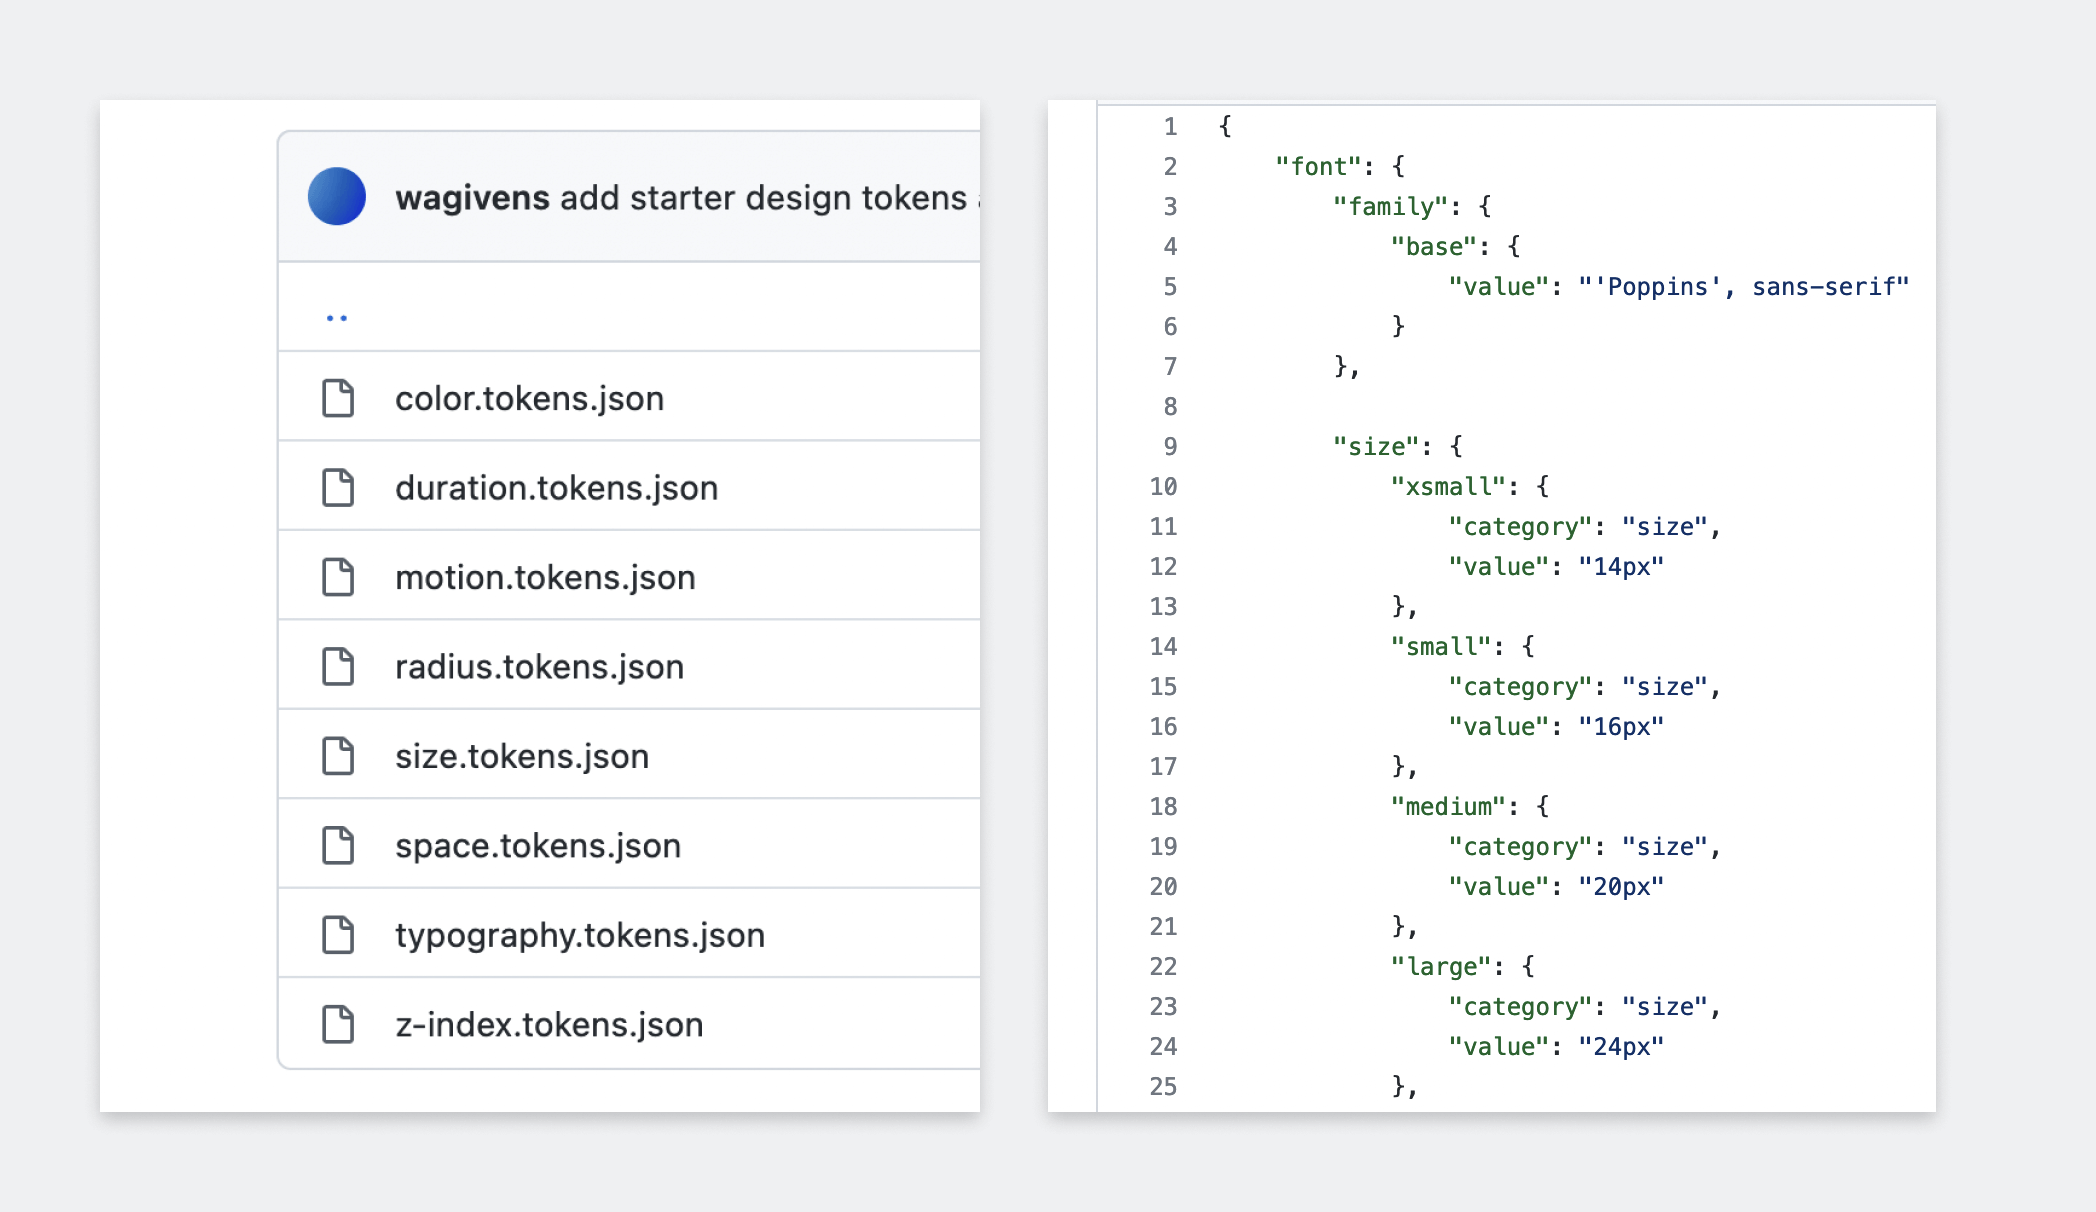 wagivens add starter design tokens
..
color.tokens.json
duration.tokens.json
motion.tokens.json
radius.tokens.json
size.tokens.json
space.tokens.json
typography.tokens.json
z-index.tokens.json
1 {
2     "font": {
3         "family": {
4             "base": {
5                 "value": "'Poppins', sans-serif"
6             }
7         },
8
9         "size": {
10             "xsmall": {
11                 "category": "size",
12                 "value": "14px"
13             },
14             "small": {
15                 "category": "size",
16                 "value": "16px"
17             },
18             "medium": {
19                 "category": "size",
20                 "value": "20px"
21             },
22             "large": {
23                 "category": "size",
24                 "value": "24px"
25             },